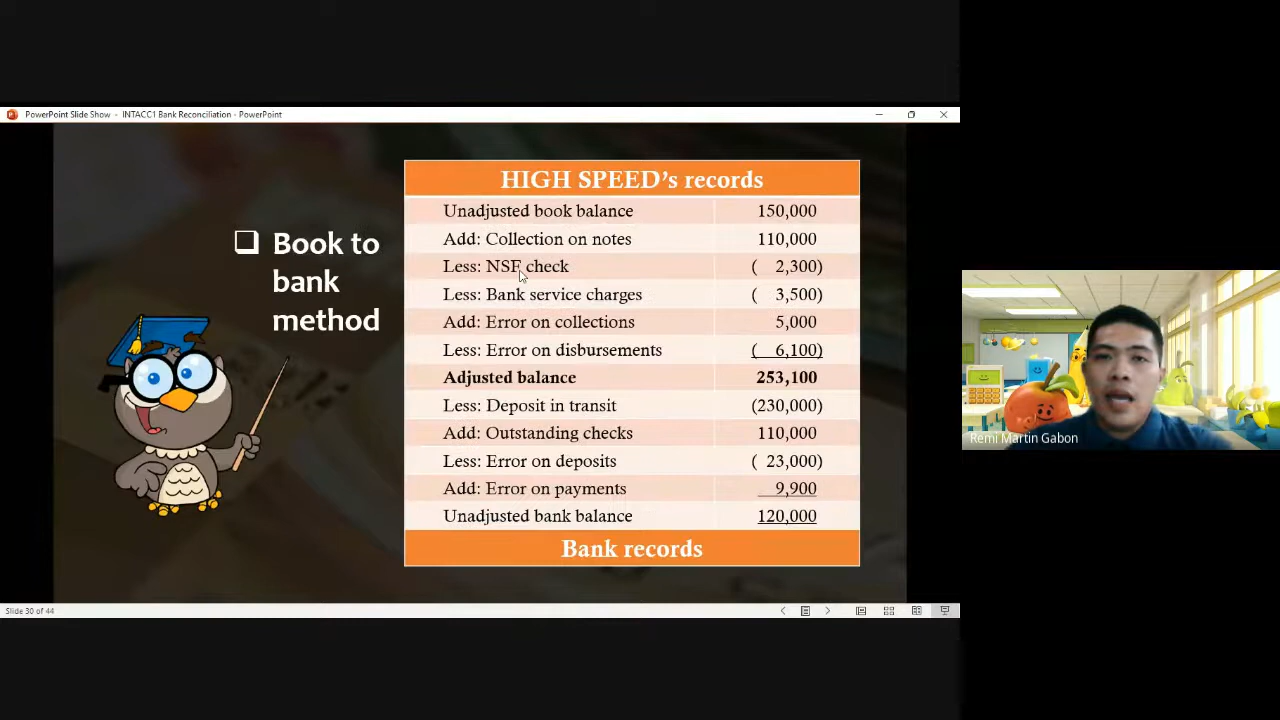 PowerPoint Slide Show - INTACC1 Bank Reconciliation - PowerPoint
❑ Book to
bank
method
HIGH SPEED's records
Unadjusted book balance 150,000
Add: Collection on notes 110,000
Less: NSF check ( 2,300)
Less: Bank service charges ( 3,500)
Add: Error on collections 5,000
Less: Error on disbursements ( 6,100)
Adjusted balance 253,100
Less: Deposit in transit (230,000)
Add: Outstanding checks 110,000
Less: Error on deposits ( 23,000)
Add: Error on payments 9,900
Unadjusted bank balance 120,000
Bank records
Remi Martin Gabon
Slide 30 of 44